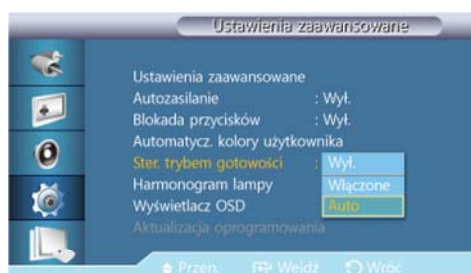 Ustawienia zaawansowane
Ustawienia zaawansowane
Autozasilanie : Wył.
Blokada przycisków : Wył.
Automatycz. kolory użytkownika
Ster. trybem gotowości : Wył.
Harmonogram lampy Włączone
Wyświetlacz OSD Auto
Aktualizacja oprogramowania
Przen. Wejdź Wróć